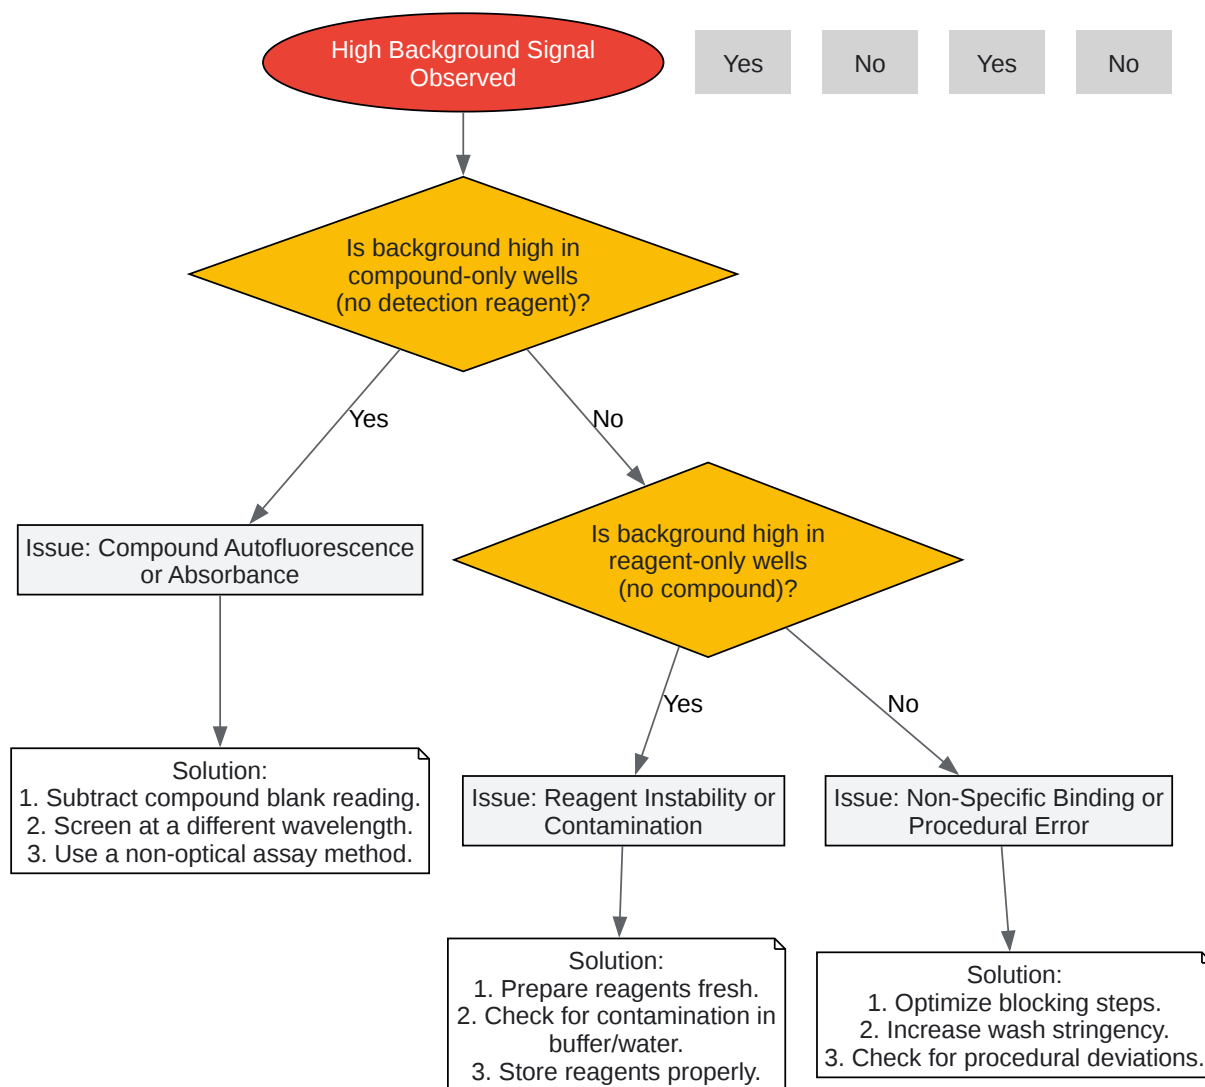 High Background Signal
Observed
Yes
No
Yes
No
Is background high in
compound-only wells
(no detection reagent)?
Yes
No
Issue: Compound Autofluorescence
or Absorbance
Is background high in
reagent-only wells
(no compound)?
Yes
No
Solution:
1. Subtract compound blank reading.
2. Screen at a different wavelength.
3. Use a non-optical assay method.
Issue: Reagent Instability or
Contamination
Issue: Non-Specific Binding or
Procedural Error
Solution:
1. Prepare reagents fresh.
2. Check for contamination in
buffer/water.
3. Store reagents properly.
Solution:
1. Optimize blocking steps.
2. Increase wash stringency.
3. Check for procedural deviations.